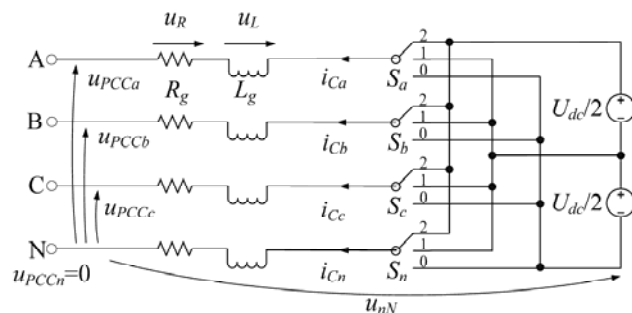 u_R u_L
A u_PCCa R_g L_g i_Ca S_a 2 1 0
B u_PCCb i_Cb S_b 2 1 0 U_dc/2
C u_PCCc i_Cc S_c 2 1 0 U_dc/2
N i_Cn S_n 2 1 0
u_PCCn=0
u_nN